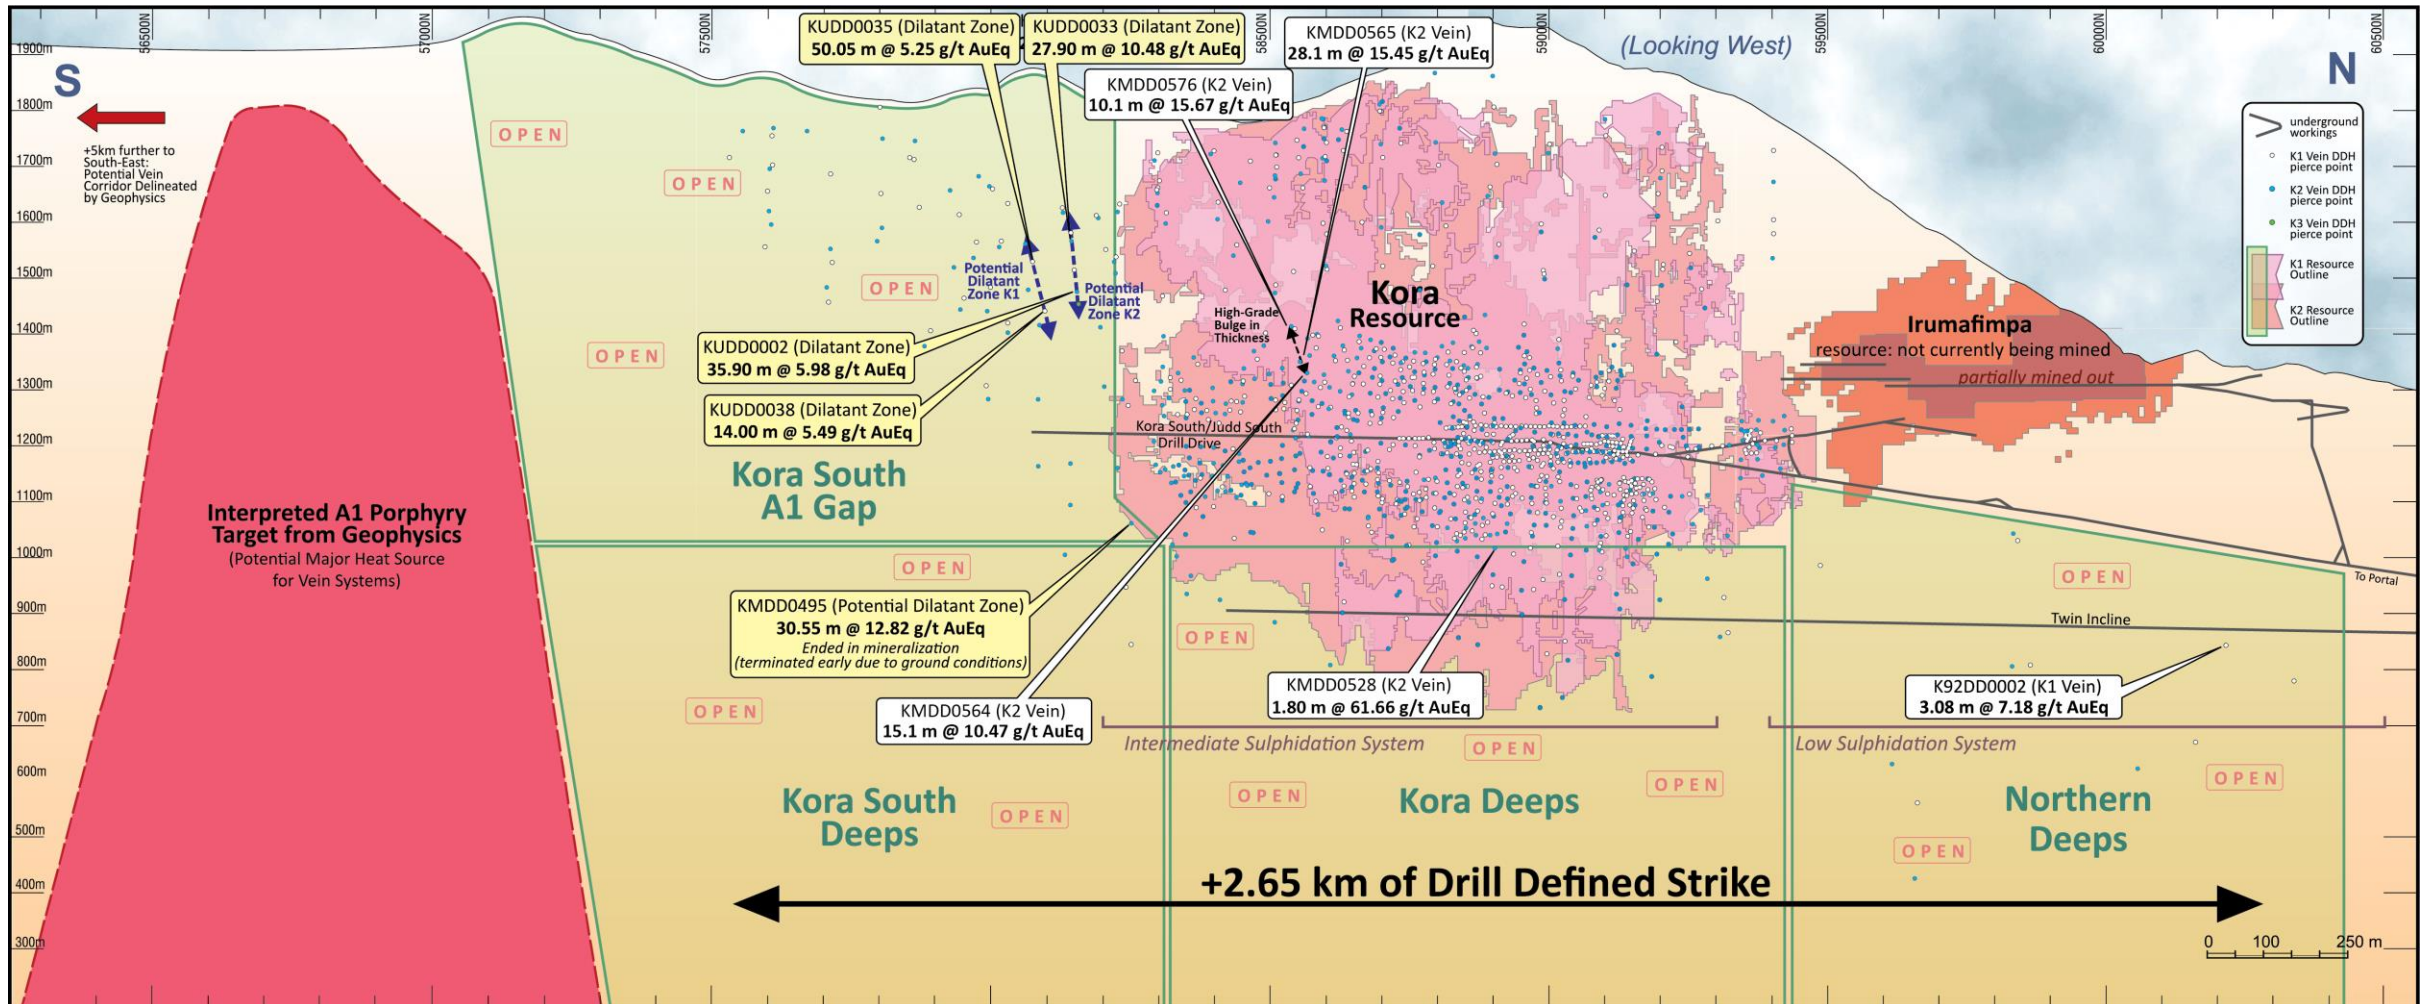 56500N
57000N
57500N
58500N
59000N
59500N
60000N
60500N
1900m
1800m
1700m
1600m
1500m
1400m
1300m
1200m
1100m
1000m
900m
800m
700m
600m
500m
400m
300m
S
N
(Looking West)
+5km further to
South-East:
Potential Vein
Corridor Delineated
by Geophysics
KUDD0035 (Dilatant Zone)
50.05 m @ 5.25 g/t AuEq
KUDD0033 (Dilatant Zone)
27.90 m @ 10.48 g/t AuEq
KMDD0565 (K2 Vein)
28.1 m @ 15.45 g/t AuEq
KMDD0576 (K2 Vein)
10.1 m @ 15.67 g/t AuEq
underground
workings
K1 Vein DDH
pierce point
K2 Vein DDH
pierce point
K3 Vein DDH
pierce point
K1 Resource
Outline
K2 Resource
Outline
OPEN
OPEN
OPEN
OPEN
Potential
Dilatant
Zone K1
Potential
Dilatant
Zone K2
High-Grade
Bulge in
Thickness
Kora
Resource
Irumafimpa
resource: not currently being mined
partially mined out
KUDD0002 (Dilatant Zone)
35.90 m @ 5.98 g/t AuEq
KUDD0038 (Dilatant Zone)
14.00 m @ 5.49 g/t AuEq
Kora South/Judd South
Drill Drive
Kora South
A1 Gap
Interpreted A1 Porphyry
Target from Geophysics
(Potential Major Heat Source
for Vein Systems)
OPEN
OPEN
To Portal
KMDD0495 (Potential Dilatant Zone)
30.55 m @ 12.82 g/t AuEq
Ended in mineralization
(terminated early due to ground conditions)
OPEN
Twin Incline
KMDD0564 (K2 Vein)
15.1 m @ 10.47 g/t AuEq
KMDD0528 (K2 Vein)
1.80 m @ 61.66 g/t AuEq
K92DD0002 (K1 Vein)
3.08 m @ 7.18 g/t AuEq
OPEN
Intermediate Sulphidation System
OPEN
Low Sulphidation System
Kora South
Deeps
OPEN
OPEN
Kora Deeps
OPEN
Northern
Deeps
OPEN
OPEN
+2.65 km of Drill Defined Strike
0 100 250 m